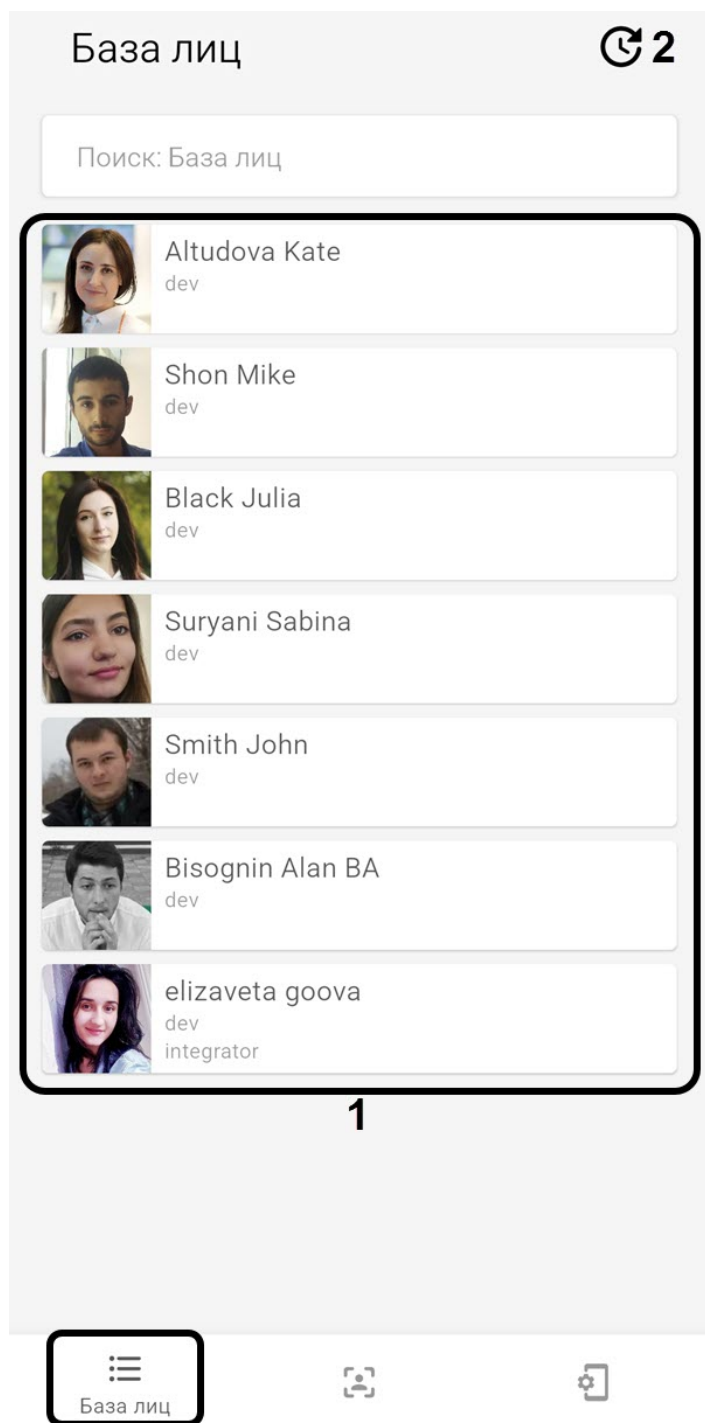 База лиц
2
Поиск: База лиц
Altudova Kate
dev
Shon Mike
dev
Black Julia
dev
Suryani Sabina
dev
Smith John
dev
Bisognin Alan BA
dev
elizaveta goova
dev
integrator
1
База лиц